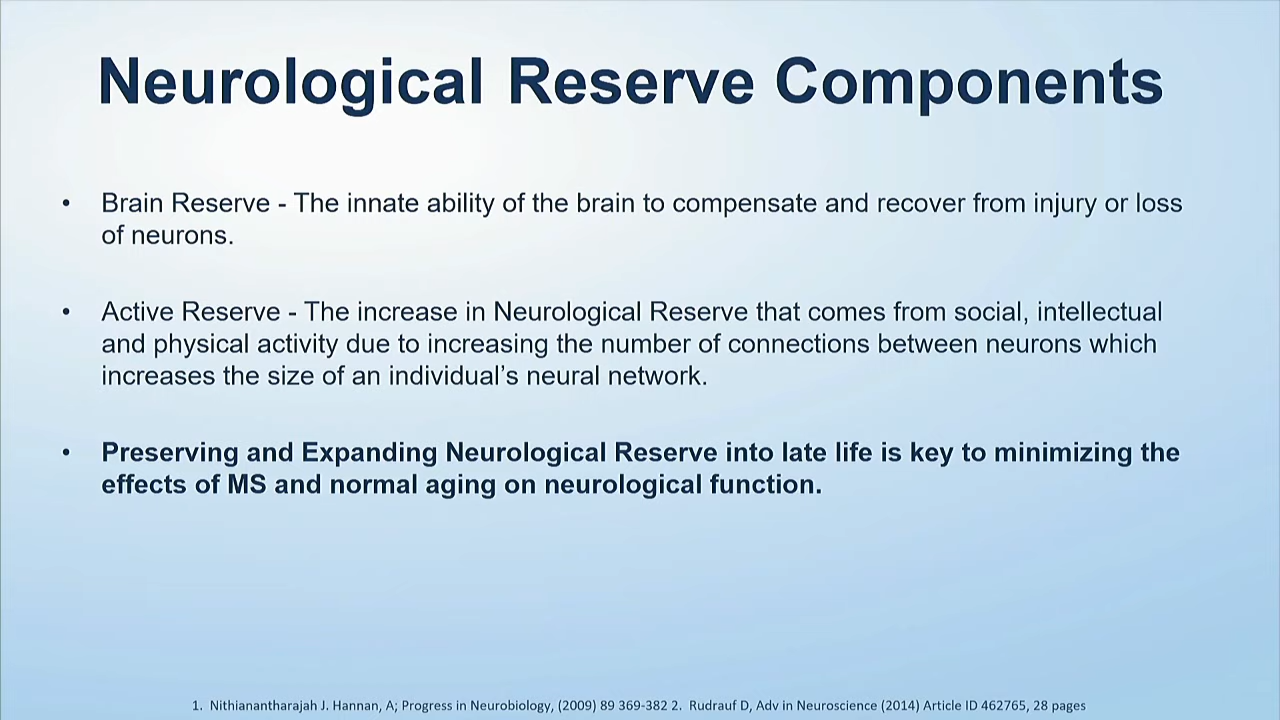 Neurological Reserve Components
• Brain Reserve - The innate ability of the brain to compensate and recover from injury or loss
of neurons.
• Active Reserve - The increase in Neurological Reserve that comes from social, intellectual
and physical activity due to increasing the number of connections between neurons which
increases the size of an individual’s neural network.
• Preserving and Expanding Neurological Reserve into late life is key to minimizing the
effects of MS and normal aging on neurological function.
1. Nithianantharajah J. Hannan, A; Progress in Neurobiology, (2009) 89 369-382 2. Rudrauf D, Adv in Neuroscience (2014) Article ID 462765, 28 pages